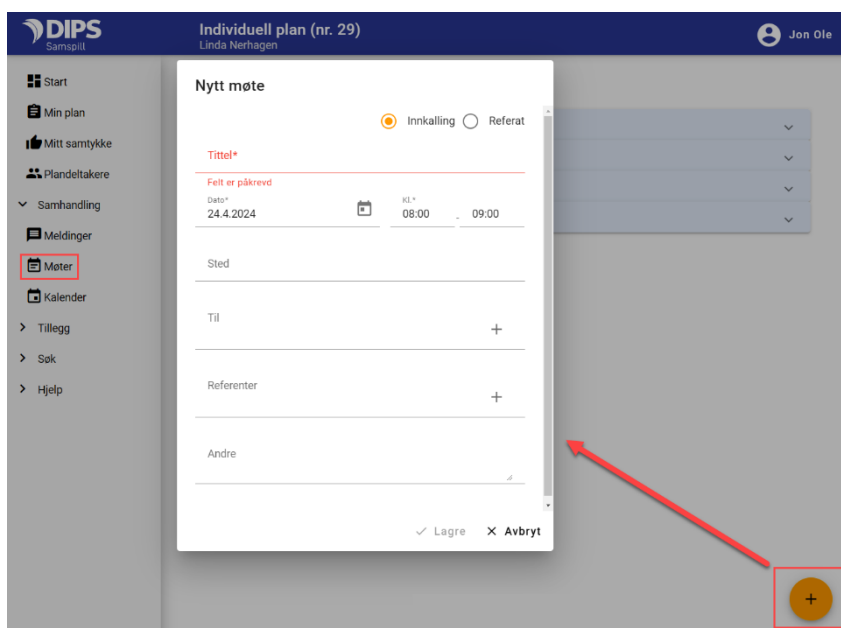 DIPS
Samspill
Individuell plan (nr. 29)
Linda Nerhagen
Jon Ole
Start
Min plan
Mitt samtykke
Plandeltakere
Samhandling
Meldinger
Møter
Kalender
Tillegg
Søk
Hjelp
Nytt møte
Innkalling Referat
Tittel*
Felt er påkrevd
Dato* Kl.*
24.4.2024 08:00 - 09:00
Sted
Til
Referenter
Andre
Lagre Avbryt